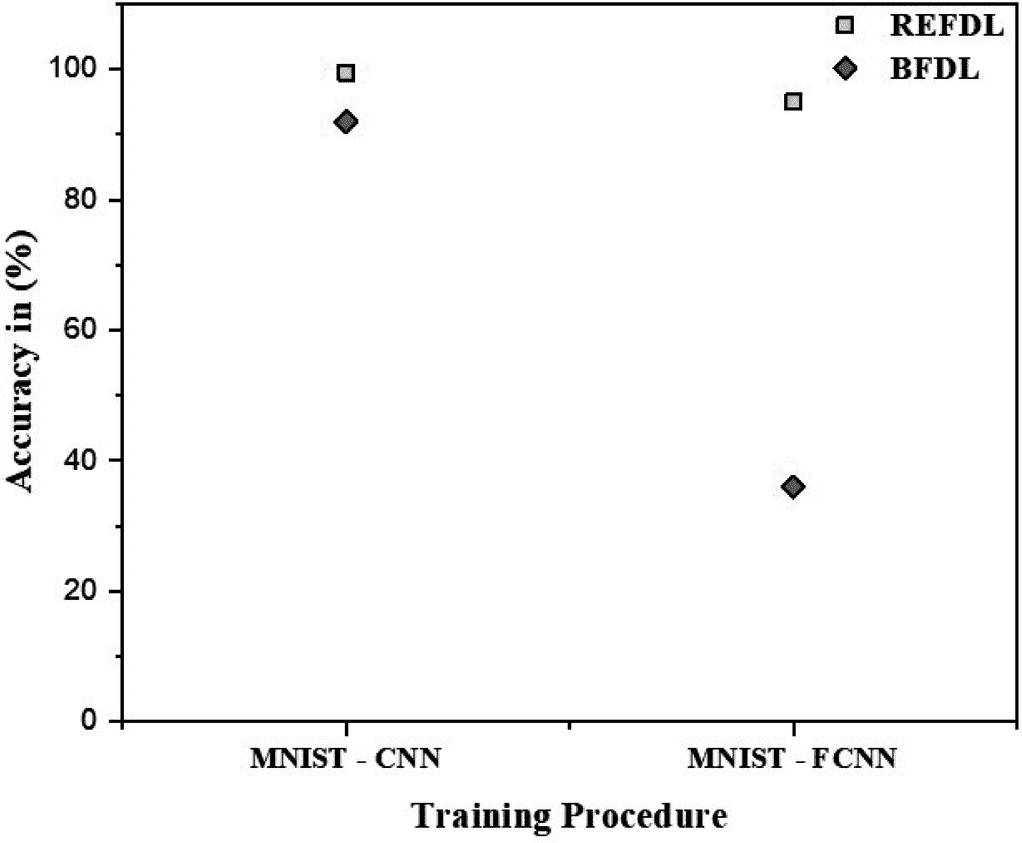 REFDL
BFDL
100
80
60
40
20
0
Accuracy in (%)
MNIST - CNN
MNIST - FCNN
Training Procedure